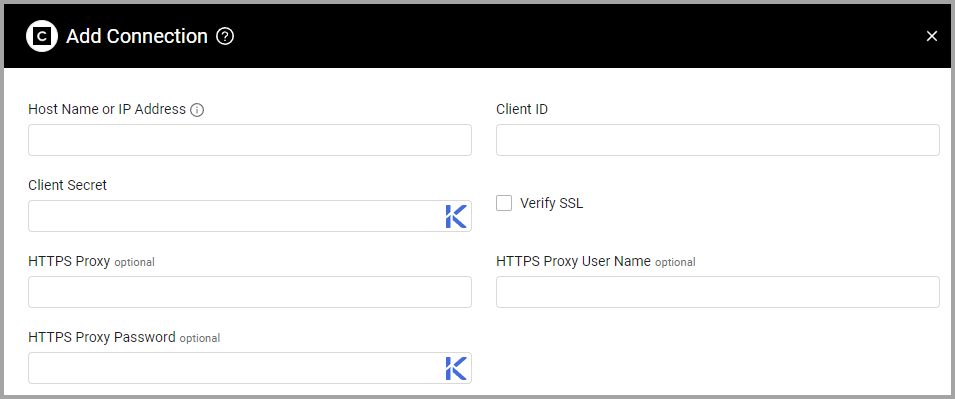 C Add Connection ?
Host Name or IP Address i
Client ID
Client Secret
Verify SSL
HTTPS Proxy optional
HTTPS Proxy User Name optional
HTTPS Proxy Password optional